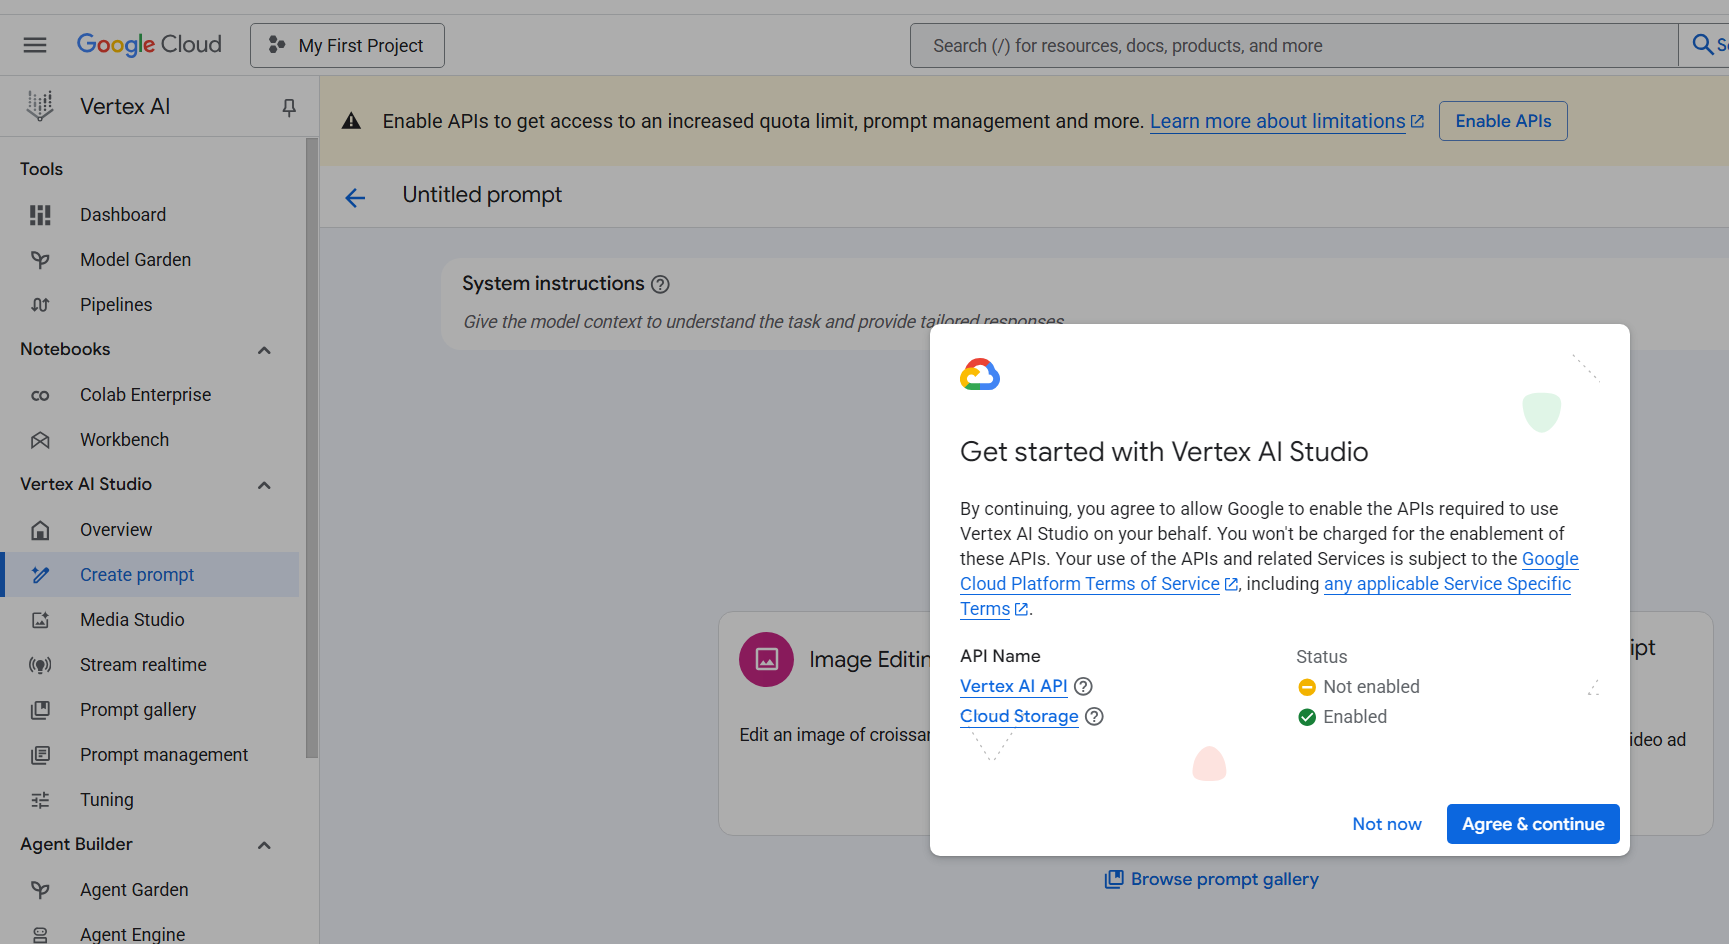 Google Cloud
My First Project
Search (/) for resources, docs, products, and more
Vertex AI
Enable APIs to get access to an increased quota limit, prompt management and more. Learn more about limitations
Enable APIs
Untitled prompt
Tools
Dashboard
Model Garden
Pipelines
Notebooks
Colab Enterprise
Workbench
Vertex AI Studio
Overview
Create prompt
Media Studio
Stream realtime
Prompt gallery
Prompt management
Tuning
Agent Builder
Agent Garden
Agent Engine
System instructions
Give the model context to understand the task and provide tailored responses
Get started with Vertex AI Studio
By continuing, you agree to allow Google to enable the APIs required to use
Vertex AI Studio on your behalf. You won't be charged for the enablement of
these APIs. Your use of the APIs and related Services is subject to the Google
Cloud Platform Terms of Service, including any applicable Service Specific
Terms.
API Name Status
Vertex AI API Not enabled
Cloud Storage Enabled
Not now
Agree & continue
Image Editin
Edit an image of croissar
ipt
ideo ad
Browse prompt gallery